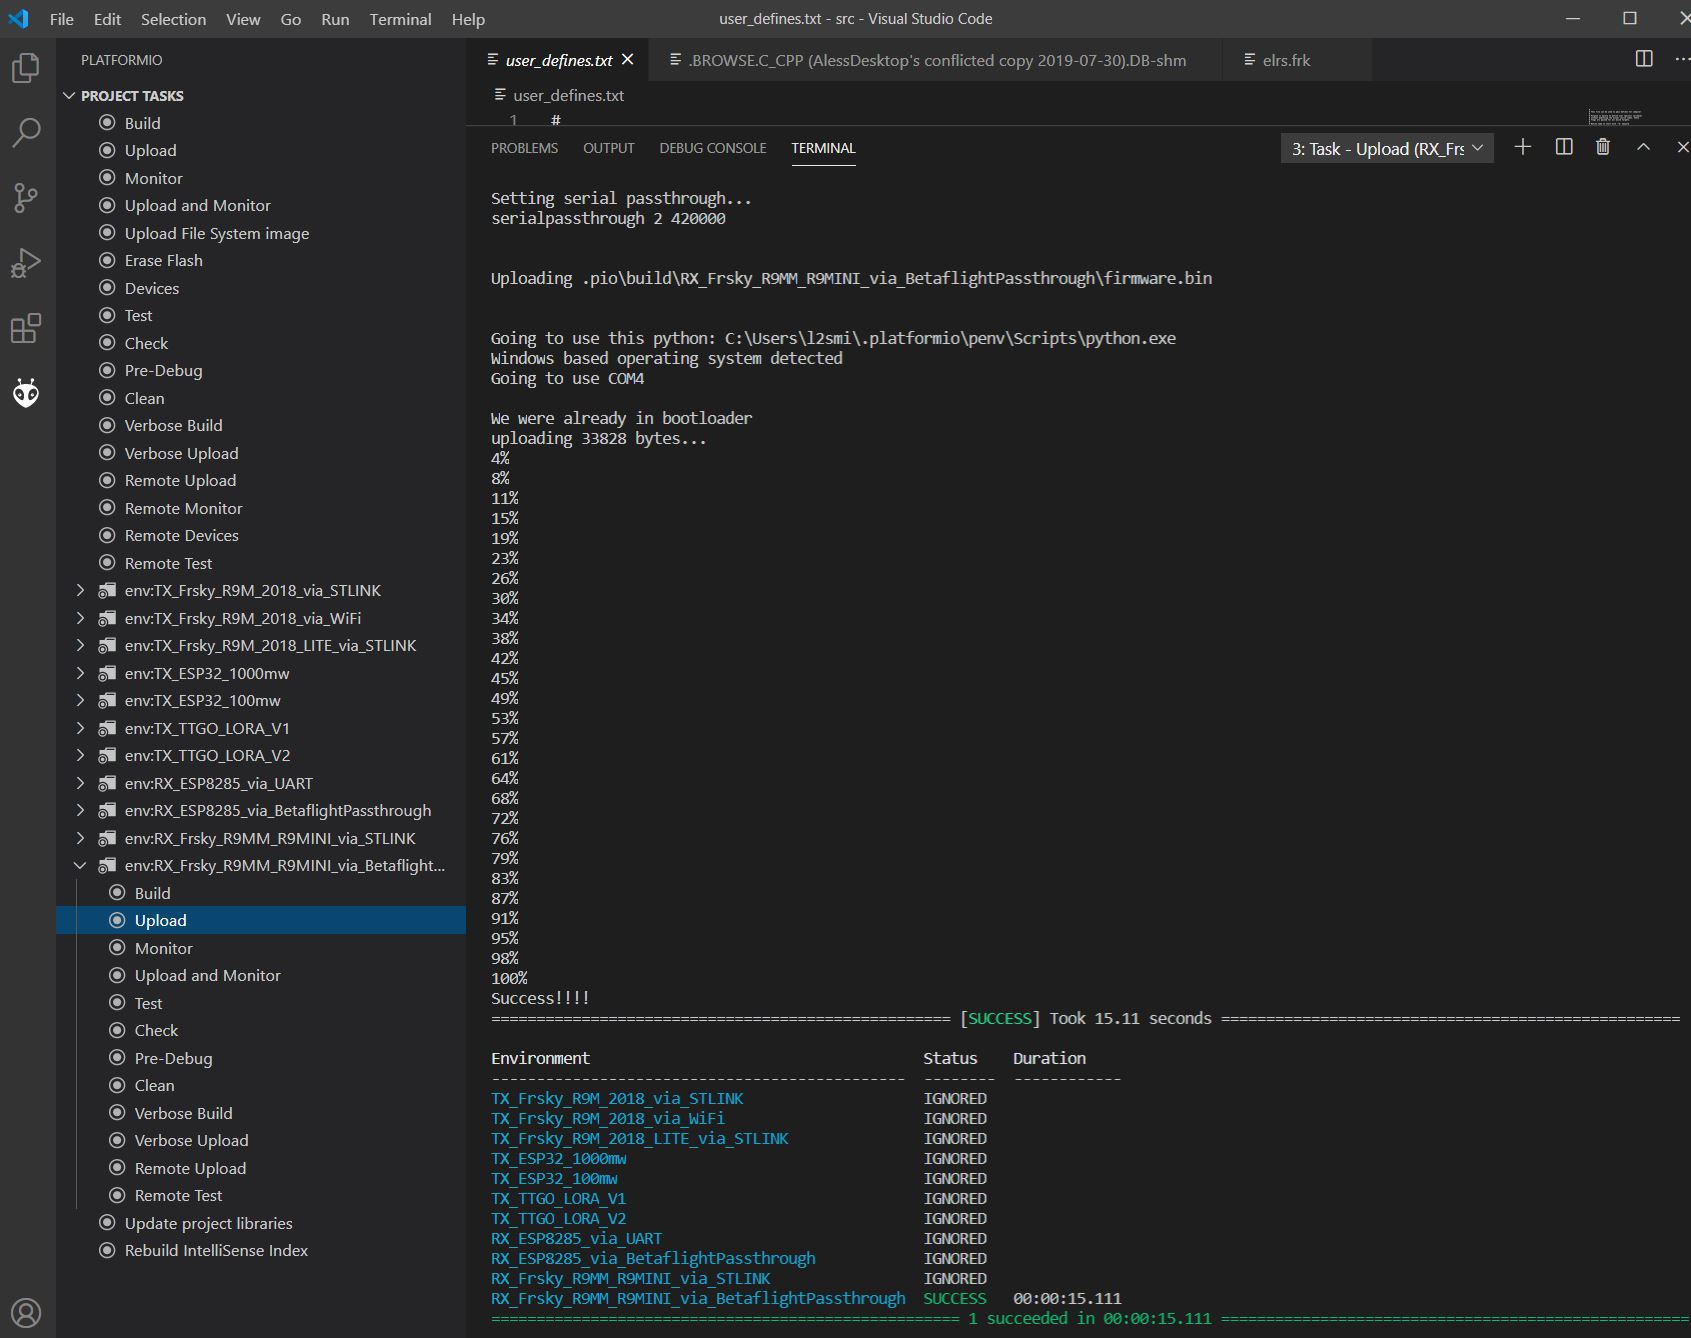 File Edit Selection View Go Run Terminal Help
user_defines.txt - src - Visual Studio Code
PLATFORMIO
PROJECT TASKS
Build
Upload
Monitor
Upload and Monitor
Upload File System image
Erase Flash
Devices
Test
Check
Pre-Debug
Clean
Verbose Build
Verbose Upload
Remote Upload
Remote Monitor
Remote Devices
Remote Test
env:TX_Frsky_R9M_2018_via_STLINK
env:TX_Frsky_R9M_2018_via_WiFi
env:TX_Frsky_R9M_2018_LITE_via_STLINK
env:TX_ESP32_1000mw
env:TX_ESP32_100mw
env:TX_TTGO_LORA_V1
env:TX_TTGO_LORA_V2
env:RX_ESP8285_via_UART
env:RX_ESP8285_via_BetaflightPassthrough
env:RX_Frsky_R9MM_R9MINI_via_STLINK
env:RX_Frsky_R9MM_R9MINI_via_Betaflight...
Build
Upload
Monitor
Upload and Monitor
Test
Check
Pre-Debug
Clean
Verbose Build
Verbose Upload
Remote Upload
Remote Test
Update project libraries
Rebuild IntelliSense Index
user_defines.txt
.BROWSE.C_CPP (AlessDesktop's conflicted copy 2019-07-30).DB-shm
elrs.frk
user_defines.txt
1 #
PROBLEMS OUTPUT DEBUG CONSOLE TERMINAL
3: Task - Upload (RX_Frs
Setting serial passthrough...
serialpassthrough 2 420000
Uploading .pio\build\RX_Frsky_R9MM_R9MINI_via_BetaflightPassthrough\firmware.bin
Going to use this python: C:\Users\l2smi\.platformio\penv\Scripts\python.exe
Windows based operating system detected
Going to use COM4
We were already in bootloader
uploading 33828 bytes...
4%
8%
11%
15%
19%
23%
26%
30%
34%
38%
42%
45%
49%
53%
57%
61%
64%
68%
72%
76%
79%
83%
87%
91%
95%
98%
100%
Success!!!!
=================================================== [SUCCESS] Took 15.11 seconds ===================================================
Environment Status Duration
---------------------------------------------- -------- ------------
TX_Frsky_R9M_2018_via_STLINK IGNORED
TX_Frsky_R9M_2018_via_WiFi IGNORED
TX_Frsky_R9M_2018_LITE_via_STLINK IGNORED
TX_ESP32_1000mw IGNORED
TX_ESP32_100mw IGNORED
TX_TTGO_LORA_V1 IGNORED
TX_TTGO_LORA_V2 IGNORED
RX_ESP8285_via_UART IGNORED
RX_ESP8285_via_BetaflightPassthrough IGNORED
RX_Frsky_R9MM_R9MINI_via_STLINK IGNORED
RX_Frsky_R9MM_R9MINI_via_BetaflightPassthrough SUCCESS 00:00:15.111
==================================================== 1 succeeded in 00:00:15.111 ====================================================